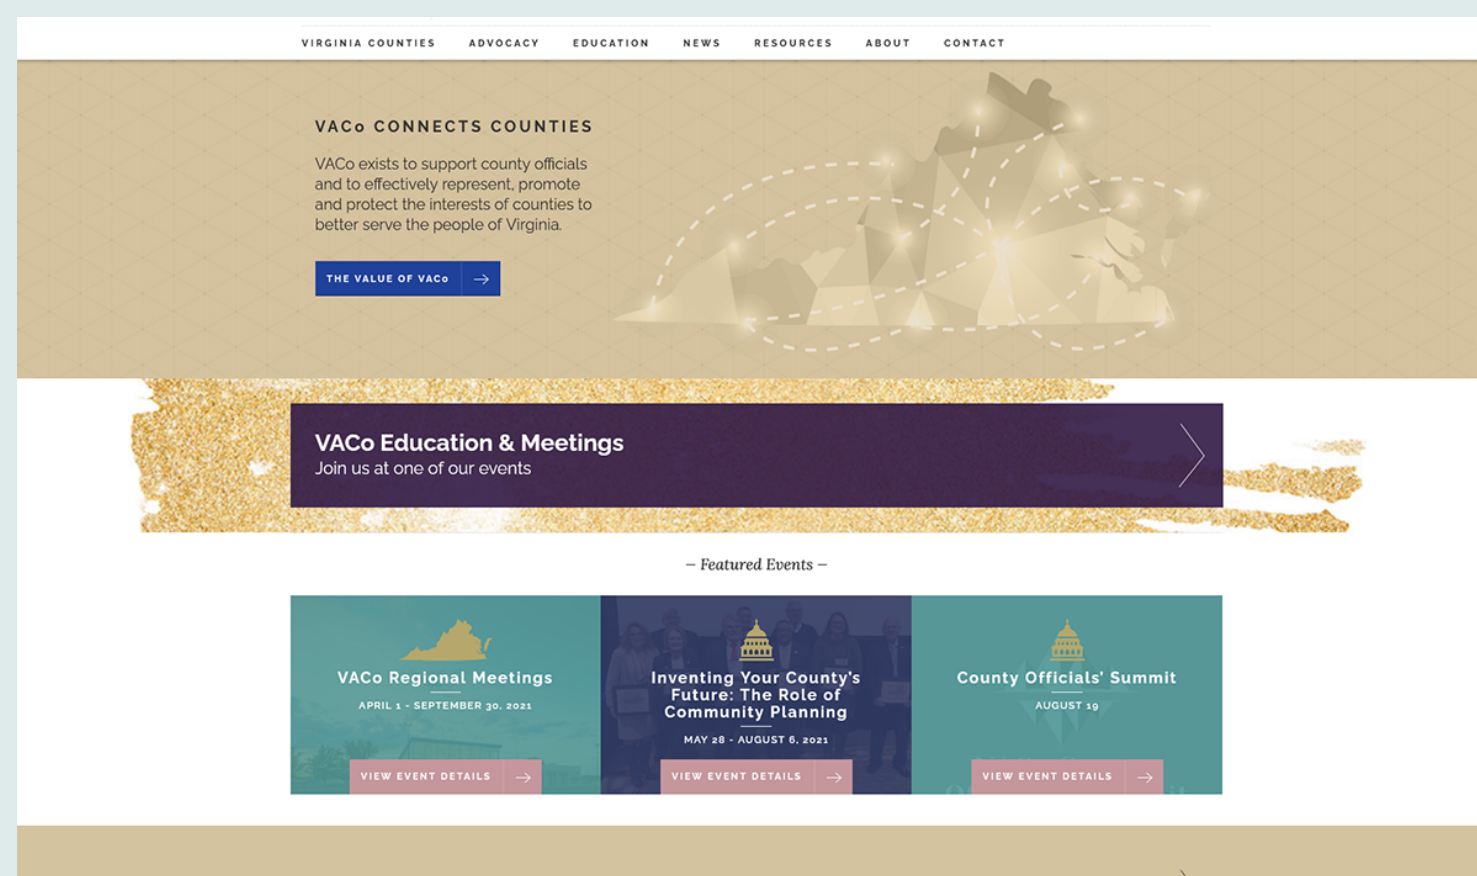 VIRGINIA COUNTIES ADVOCACY EDUCATION NEWS RESOURCES ABOUT CONTACT
VACo CONNECTS COUNTIES
VACo exists to support county officials
and to effectively represent, promote
and protect the interests of counties to
better serve the people of Virginia.
THE VALUE OF VACo
VACo Education & Meetings
Join us at one of our events
– Featured Events –
VACo Regional Meetings
APRIL 1 - SEPTEMBER 30, 2021
VIEW EVENT DETAILS
Inventing Your County's
Future: The Role of
Community Planning
MAY 28 - AUGUST 6, 2021
VIEW EVENT DETAILS
County Officials' Summit
AUGUST 19
VIEW EVENT DETAILS